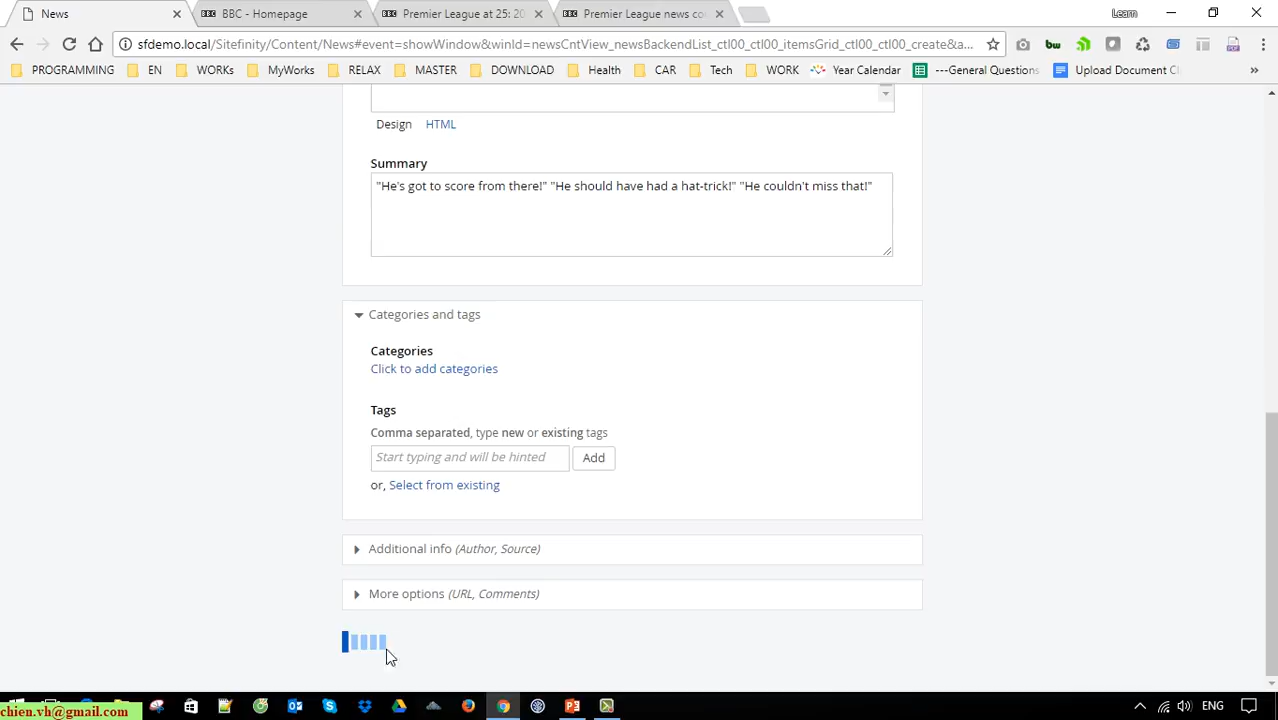 News
BBC - Homepage
Premier League at 25: 20
Premier League news co
Learn
sfdemo.local/Sitefinity/Content/News#event=showWindow&winId=newsCntView_newsBackendList_ctl00_ctl00_itemsGrid_ctl00_ctl00_create&a...
PROGRAMMING
EN
WORKs
MyWorks
RELAX
MASTER
DOWNLOAD
Health
CAR
Tech
WORK
Year Calendar
---General Questions
Upload Document Cl
»
Design HTML
Summary
"He's got to score from there!" "He should have had a hat-trick!" "He couldn't miss that!"
Categories and tags
Categories
Click to add categories
Tags
Comma separated, type new or existing tags
Start typing and will be hinted
Add
or, Select from existing
Additional info (Author, Source)
More options (URL, Comments)
chien.vh@gmail.com
ENG